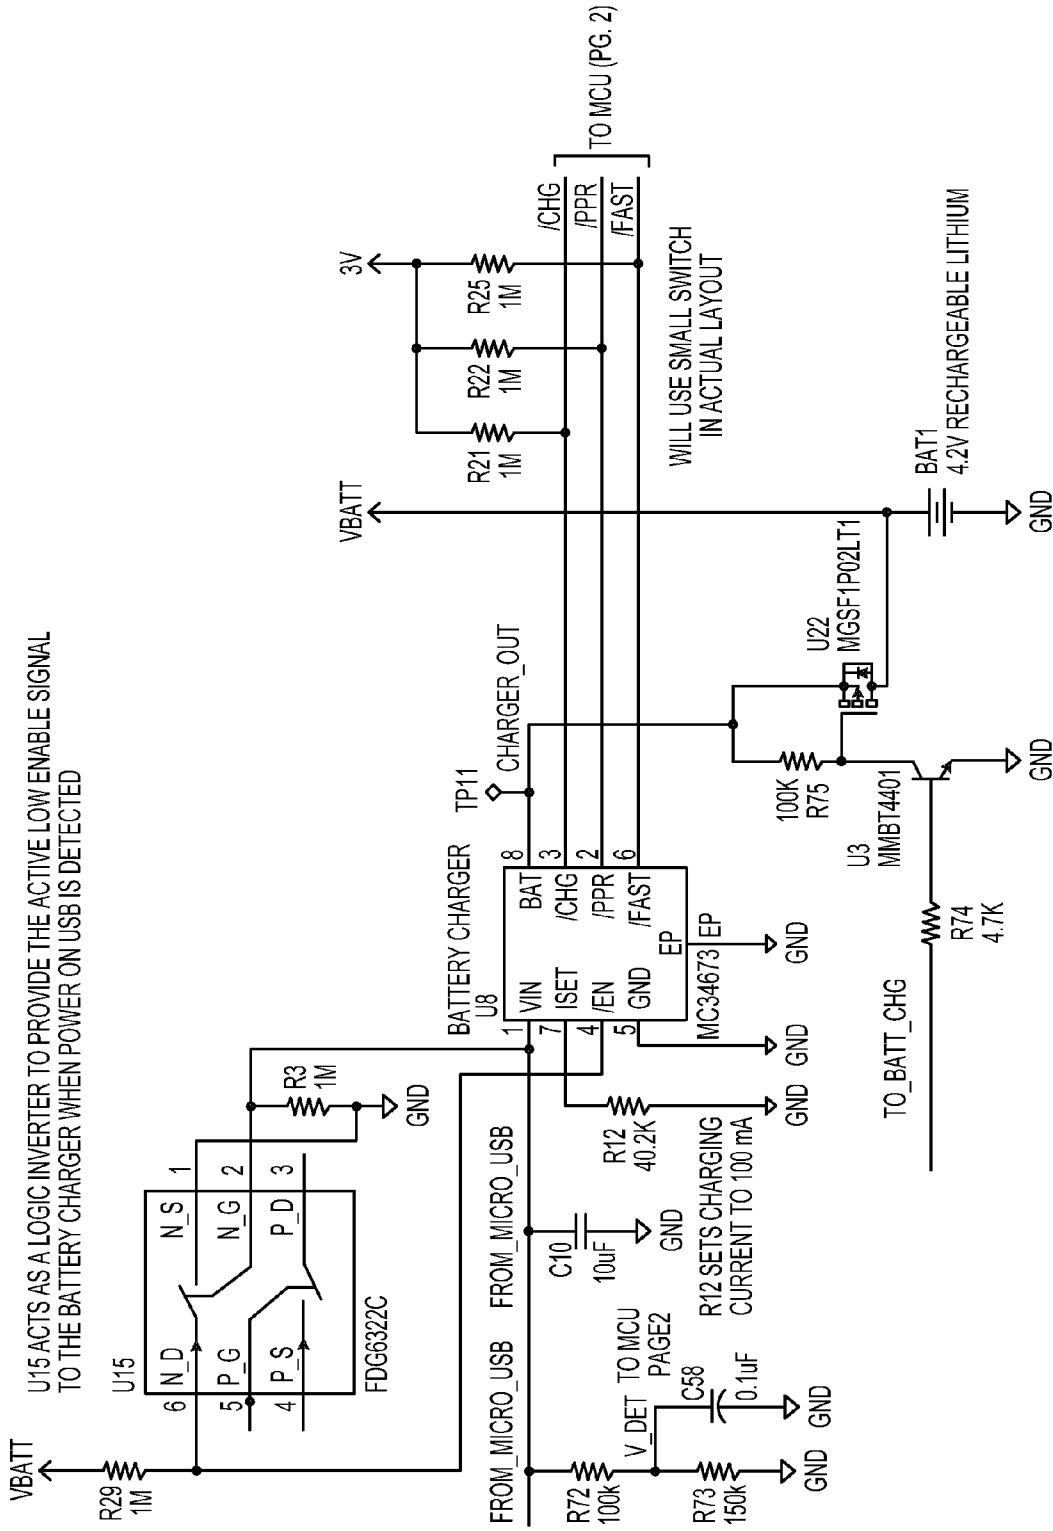 U15 ACTS AS A LOGIC INVERTER TO PROVIDE THE ACTIVE LOW ENABLE SIGNAL
TO THE BATTERY CHARGER WHEN POWER ON USB IS DETECTED
VBATT
R29
1M
U15
6
N_D
N_S
1
5
P_G
N_G
2
4
P_S
P_D
3
FDG6322C
R3
1M
GND
FROM_MICRO_USB
FROM_MICRO_USB
R72
100k
V_DET
TO MCU
PAGE2
C58
0.1uF
R73
150k
GND
GND
C10
10uF
GND
R12
40.2K
R12 SETS CHARGING
CURRENT TO 100 mA
GND
GND
BATTERY CHARGER
U8
1
VIN
BAT
8
7
ISET
/CHG
3
4
/EN
/PPR
2
5
GND
/FAST
6
EP
EP
MC34673
GND
TP11
CHARGER_OUT
VBATT
3V
R21
1M
R22
1M
R25
1M
/CHG
/PPR
/FAST
TO MCU (PG. 2)
WILL USE SMALL SWITCH
IN ACTUAL LAYOUT
100K
R75
U22
MGSF1P02LT1
BAT1
4.2V RECHARGEABLE LITHIUM
GND
U3
MMBT4401
GND
R74
4.7K
TO_BATT_CHG